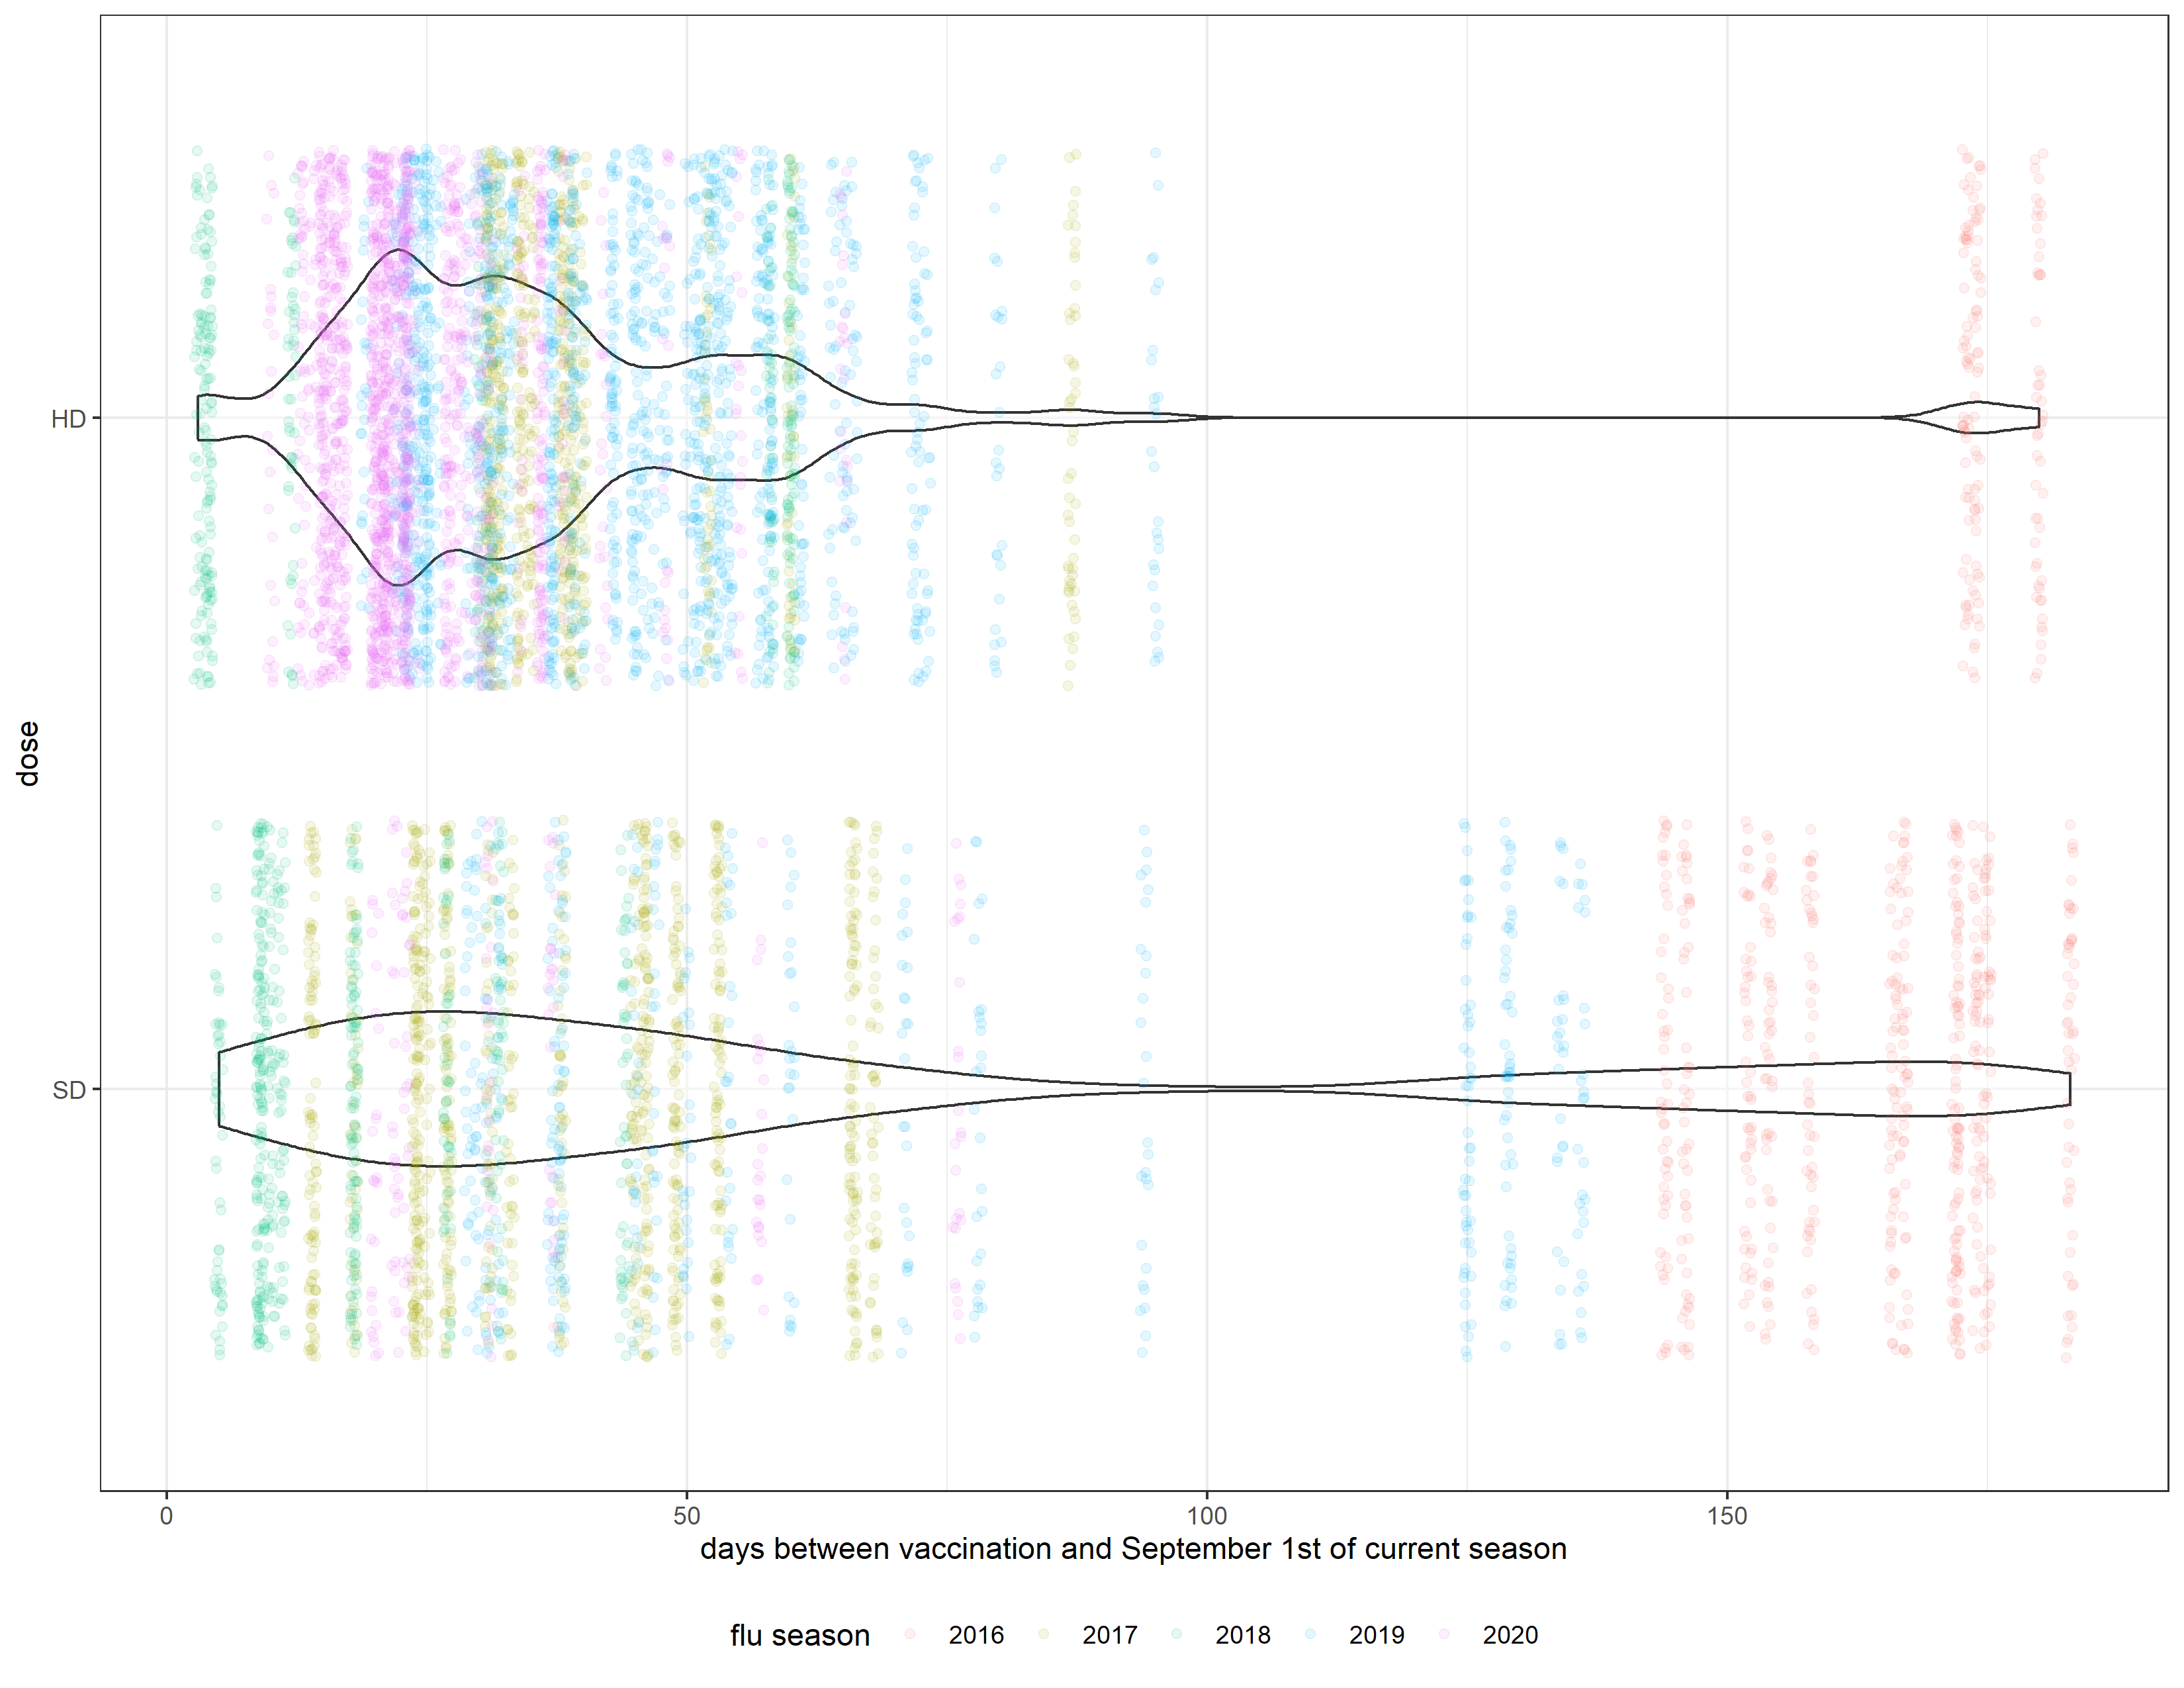 HD
SD
dose
0 50 100 150
days between vaccination and September 1st of current season
flu season 2016 2017 2018 2019 2020